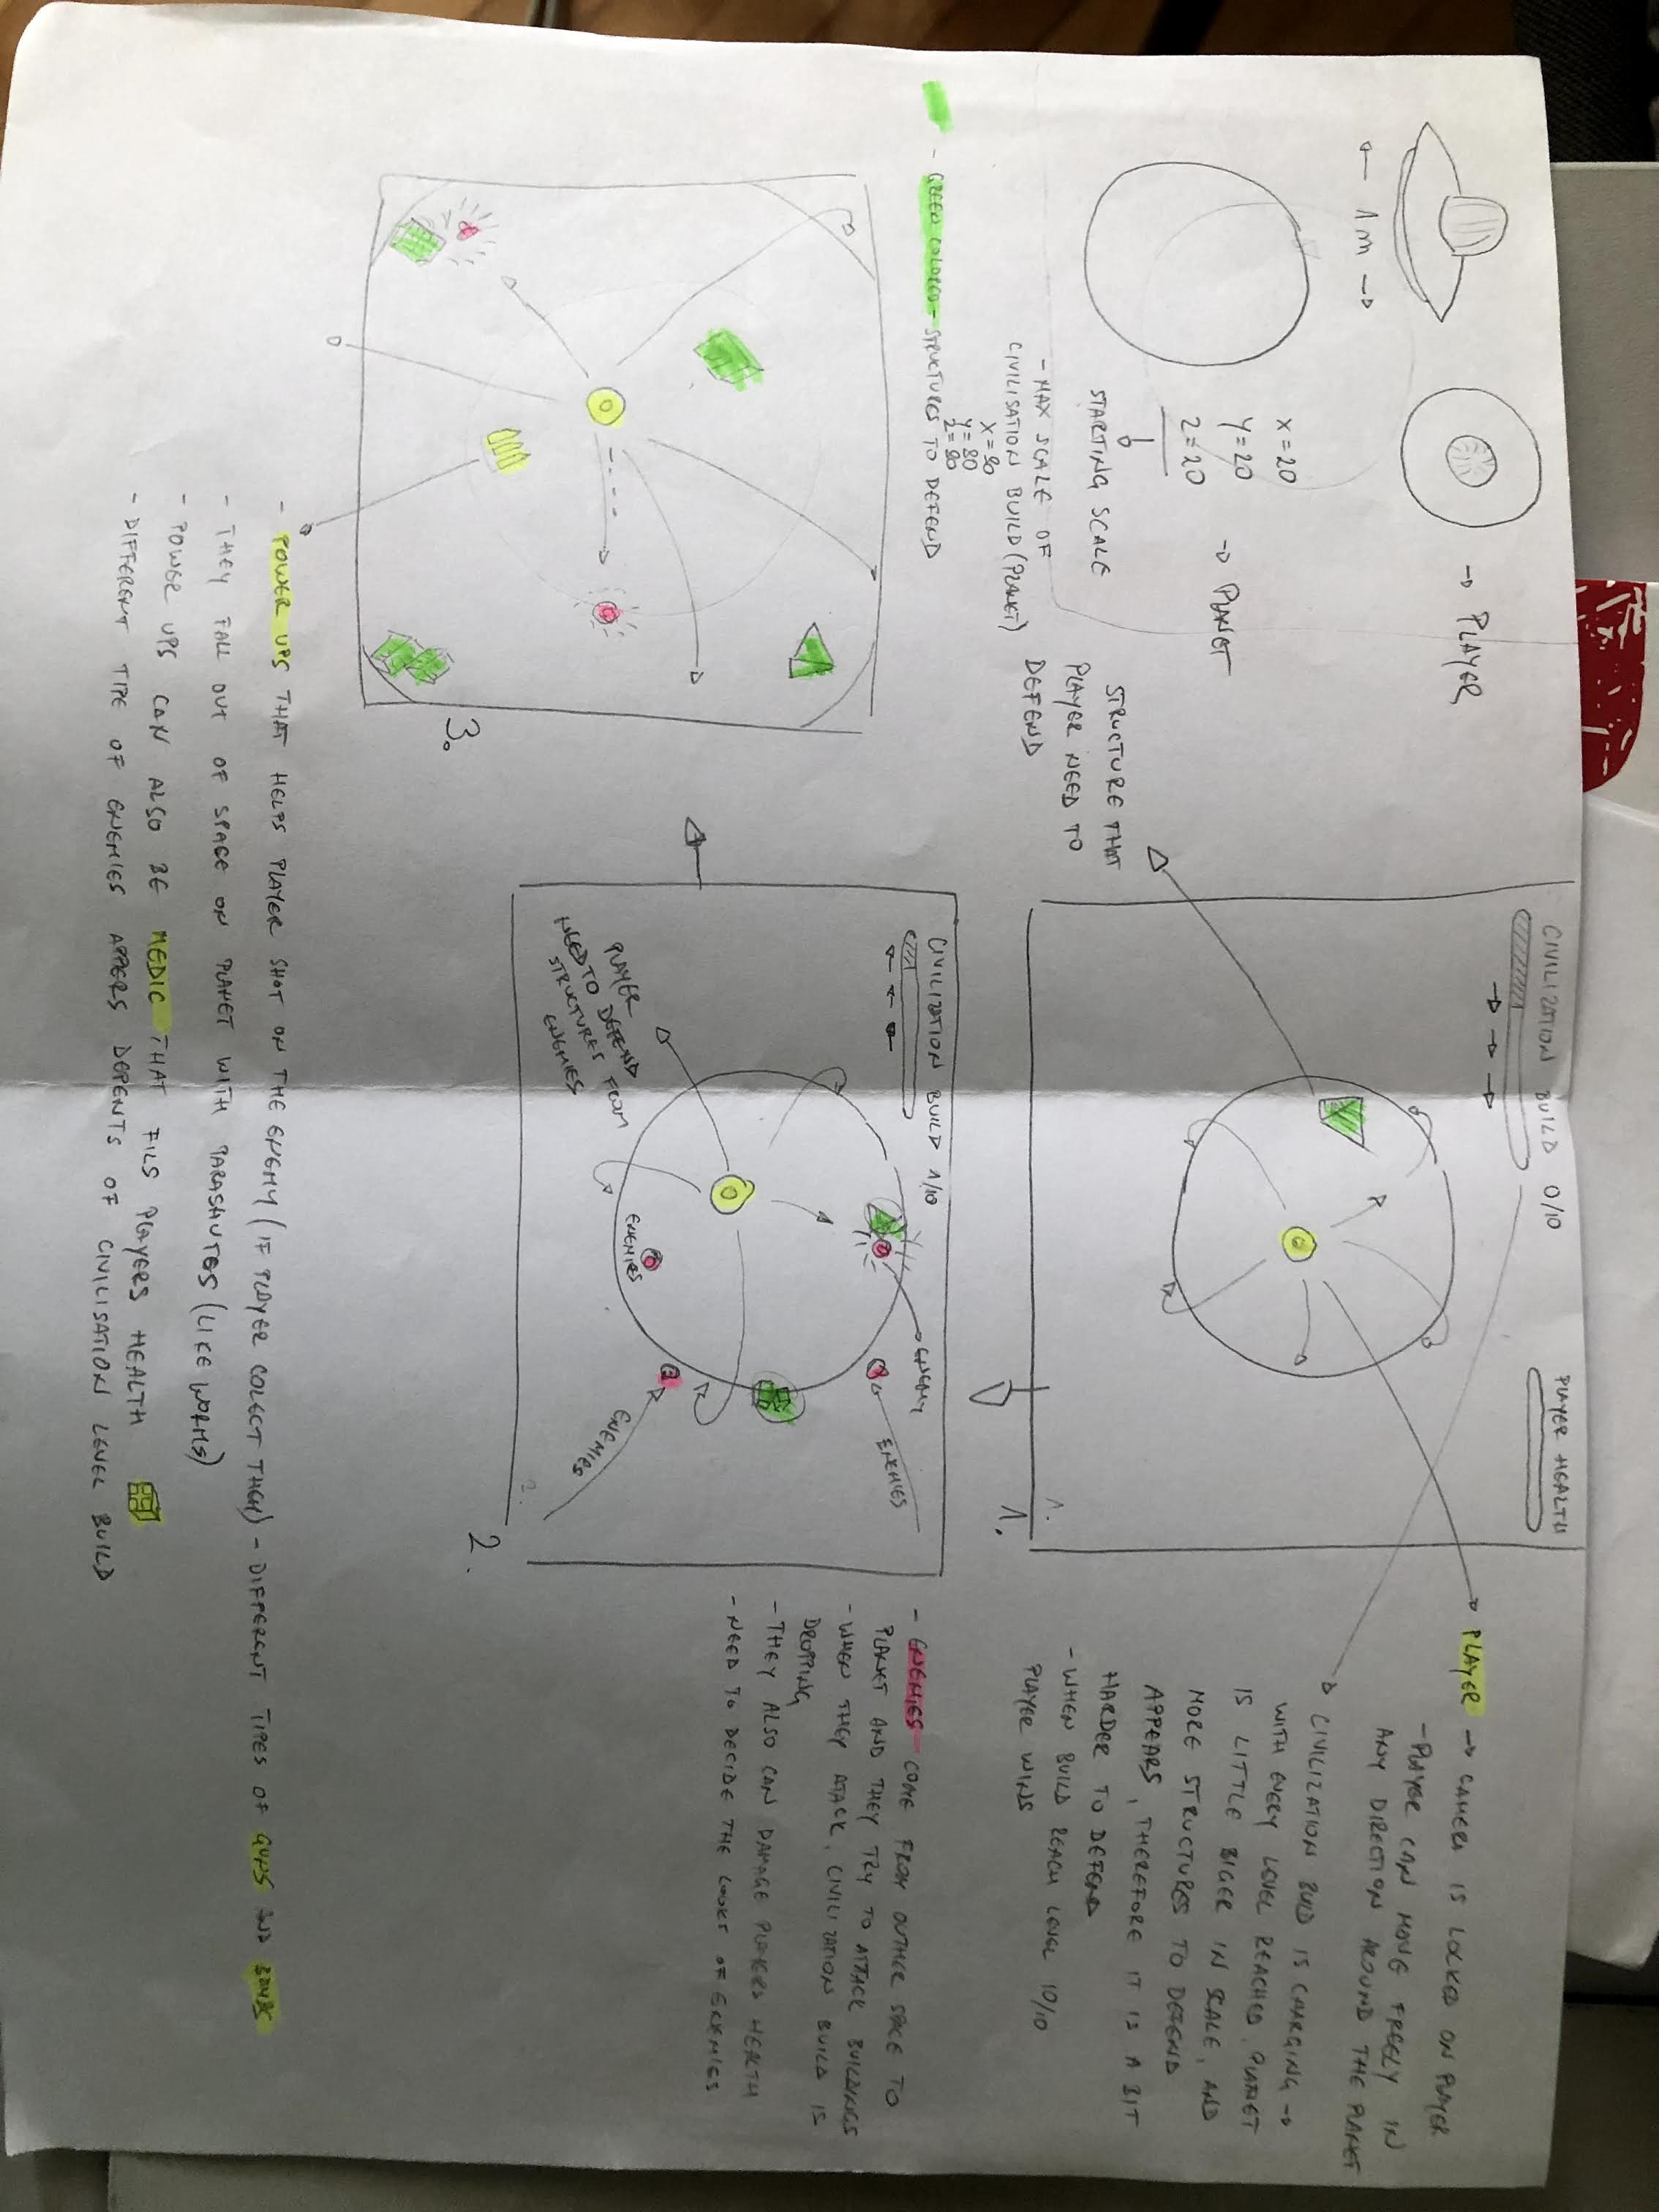 → PLAYER
← 1m →
X=20
Y=20
Z=20
→ PLANET
STARTING SCALE
- MAX SCALE OF
CIVILISATION BUILD (PLANET)
X=80
Y=80
Z=80
- GREEN COLORED - STRUCTURES TO DEFEND
CIVILIZATION BUILD 0/10
PLAYER HEALTH
STRUCTURE THAT
PLAYER NEED TO
DEFEND
1.
1.
PLAYER → CAMERA IS LOCKED ON PLAYER
- PLAYER CAN MOVE FREELY IN
ANY DIRECTION AROUND THE PLANET
CIVILIZATION BUILD IS CHARGING →
WITH EVERY LEVEL REACHED, PLANET
IS LITTLE BIGER IN SCALE, AND
MORE STRUCTURES TO DEFEND
APPEARS, THEREFORE IT IS A BIT
HARDER TO DEFEND
- WHEN BUILD REACH LEVEL 10/10
PLAYER WINS
CIVILIZATION BUILD 1/10
ENEMY
ENEMIES
ENEMIES
ENEMIES
PLAYER
NEED TO DEFEND
STRUCTURES FROM
ENEMIES
2.
2.
- ENEMIES COME FROM OUTHER SPACE TO
PLANET AND THEY TRY TO ATTACK BUILDINGS
- WHEN THEY ATACK, CIVILIZATION BUILD IS
DROPPING
- THEY ALSO CAN DAMAGE PLAYERS HEALTH
- NEED TO DECIDE THE LOOKS OF ENEMIES
3.
- POWER UPS THAT HELPS PLAYER SHOT ON THE ENEMY (IF PLAYER COLECT THEM) - DIFFERENT TIPES OF GUNS AND BOMBS
- THEY FALL OUT OF SPACE ON PLANET WITH PARASHUTES (LIKE WORMS)
- POWER UPS CAN ALSO BE MEDIC THAT FILS PLAYERS HEALTH
- DIFFERENT TIPE OF ENEMIES APPERS DEPENTS OF CIVILISATION LEVEL BUILD